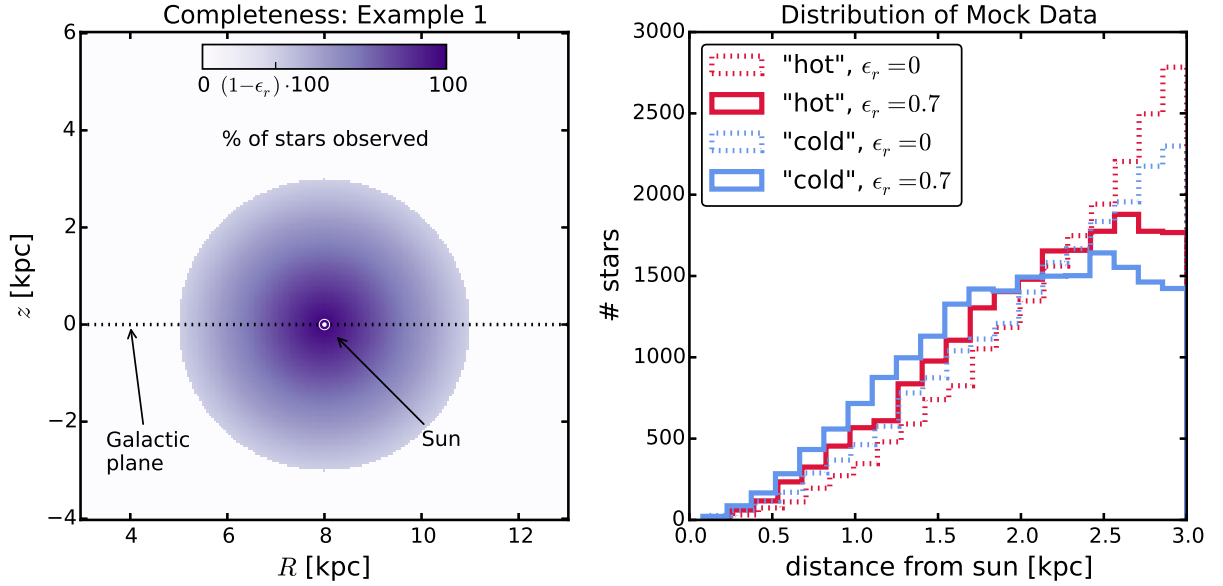 Completeness: Example 1
6
4
2
0
−2
−4
z [kpc]
0 (1−ϵr)·100 100
% of stars observed
Galactic
plane
Sun
4 6 8 10 12
R [kpc]
Distribution of Mock Data
3000
2500
2000
1500
1000
500
0
# stars
"hot", ϵr=0
"hot", ϵr=0.7
"cold", ϵr=0
"cold", ϵr=0.7
0.0 0.5 1.0 1.5 2.0 2.5 3.0
distance from sun [kpc]